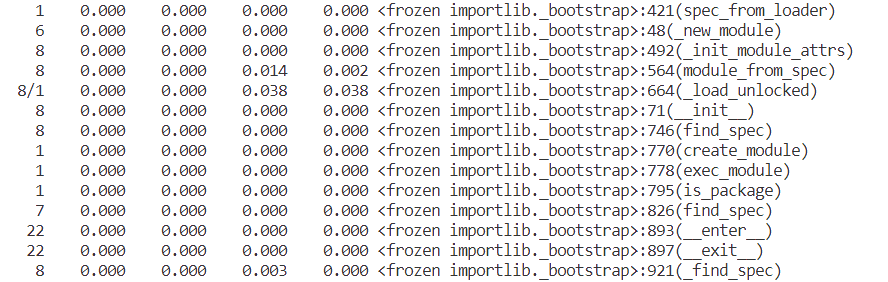 1 0.000 0.000 0.000 0.000 <frozen importlib._bootstrap>:421(spec_from_loader)
6 0.000 0.000 0.000 0.000 <frozen importlib._bootstrap>:48(_new_module)
8 0.000 0.000 0.000 0.000 <frozen importlib._bootstrap>:492(_init_module_attrs)
8 0.000 0.000 0.014 0.002 <frozen importlib._bootstrap>:564(module_from_spec)
8/1 0.000 0.000 0.038 0.038 <frozen importlib._bootstrap>:664(_load_unlocked)
8 0.000 0.000 0.000 0.000 <frozen importlib._bootstrap>:71(__init__)
8 0.000 0.000 0.000 0.000 <frozen importlib._bootstrap>:746(find_spec)
1 0.000 0.000 0.000 0.000 <frozen importlib._bootstrap>:770(create_module)
1 0.000 0.000 0.000 0.000 <frozen importlib._bootstrap>:778(exec_module)
1 0.000 0.000 0.000 0.000 <frozen importlib._bootstrap>:795(is_package)
7 0.000 0.000 0.000 0.000 <frozen importlib._bootstrap>:826(find_spec)
22 0.000 0.000 0.000 0.000 <frozen importlib._bootstrap>:893(__enter__)
22 0.000 0.000 0.000 0.000 <frozen importlib._bootstrap>:897(__exit__)
8 0.000 0.000 0.003 0.000 <frozen importlib._bootstrap>:921(_find_spec)